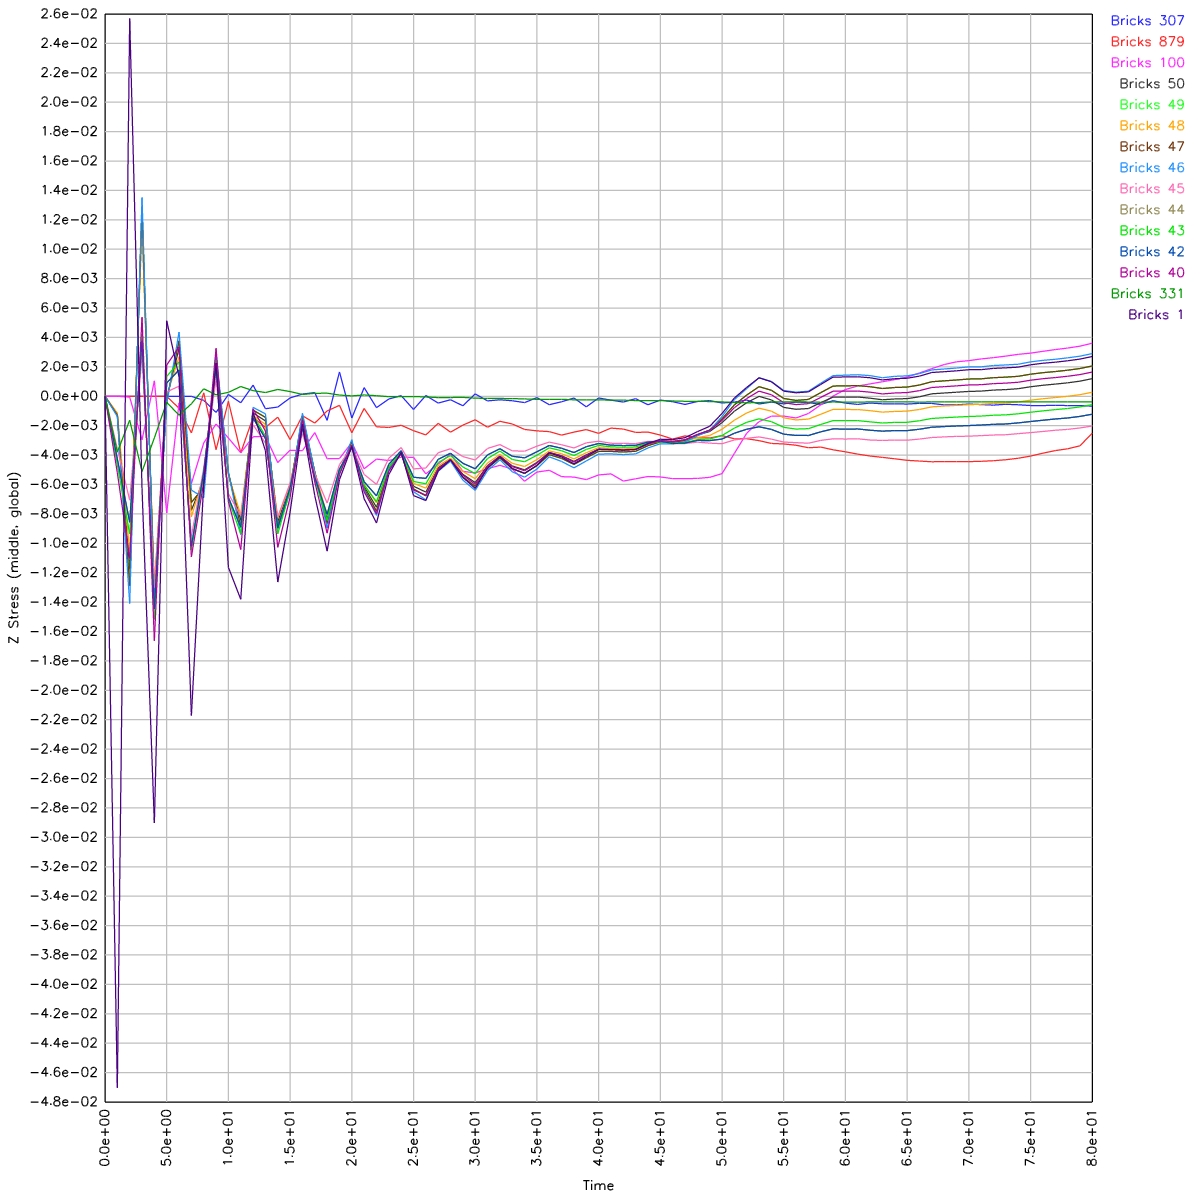 2.6e-02
2.4e-02
2.2e-02
2.0e-02
1.8e-02
1.6e-02
1.4e-02
1.2e-02
1.0e-02
8.0e-03
6.0e-03
4.0e-03
2.0e-03
0.0e+00
-2.0e-03
-4.0e-03
-6.0e-03
-8.0e-03
-1.0e-02
-1.2e-02
-1.4e-02
-1.6e-02
-1.8e-02
-2.0e-02
-2.2e-02
-2.4e-02
-2.6e-02
-2.8e-02
-3.0e-02
-3.2e-02
-3.4e-02
-3.6e-02
-3.8e-02
-4.0e-02
-4.2e-02
-4.4e-02
-4.6e-02
-4.8e-02
Z Stress (middle, global)
0.0e+00
5.0e+00
1.0e+01
1.5e+01
2.0e+01
2.5e+01
3.0e+01
3.5e+01
4.0e+01
4.5e+01
5.0e+01
5.5e+01
6.0e+01
6.5e+01
7.0e+01
7.5e+01
8.0e+01
Time
Bricks 307
Bricks 879
Bricks 100
Bricks 50
Bricks 49
Bricks 48
Bricks 47
Bricks 46
Bricks 45
Bricks 44
Bricks 43
Bricks 42
Bricks 40
Bricks 331
Bricks 1